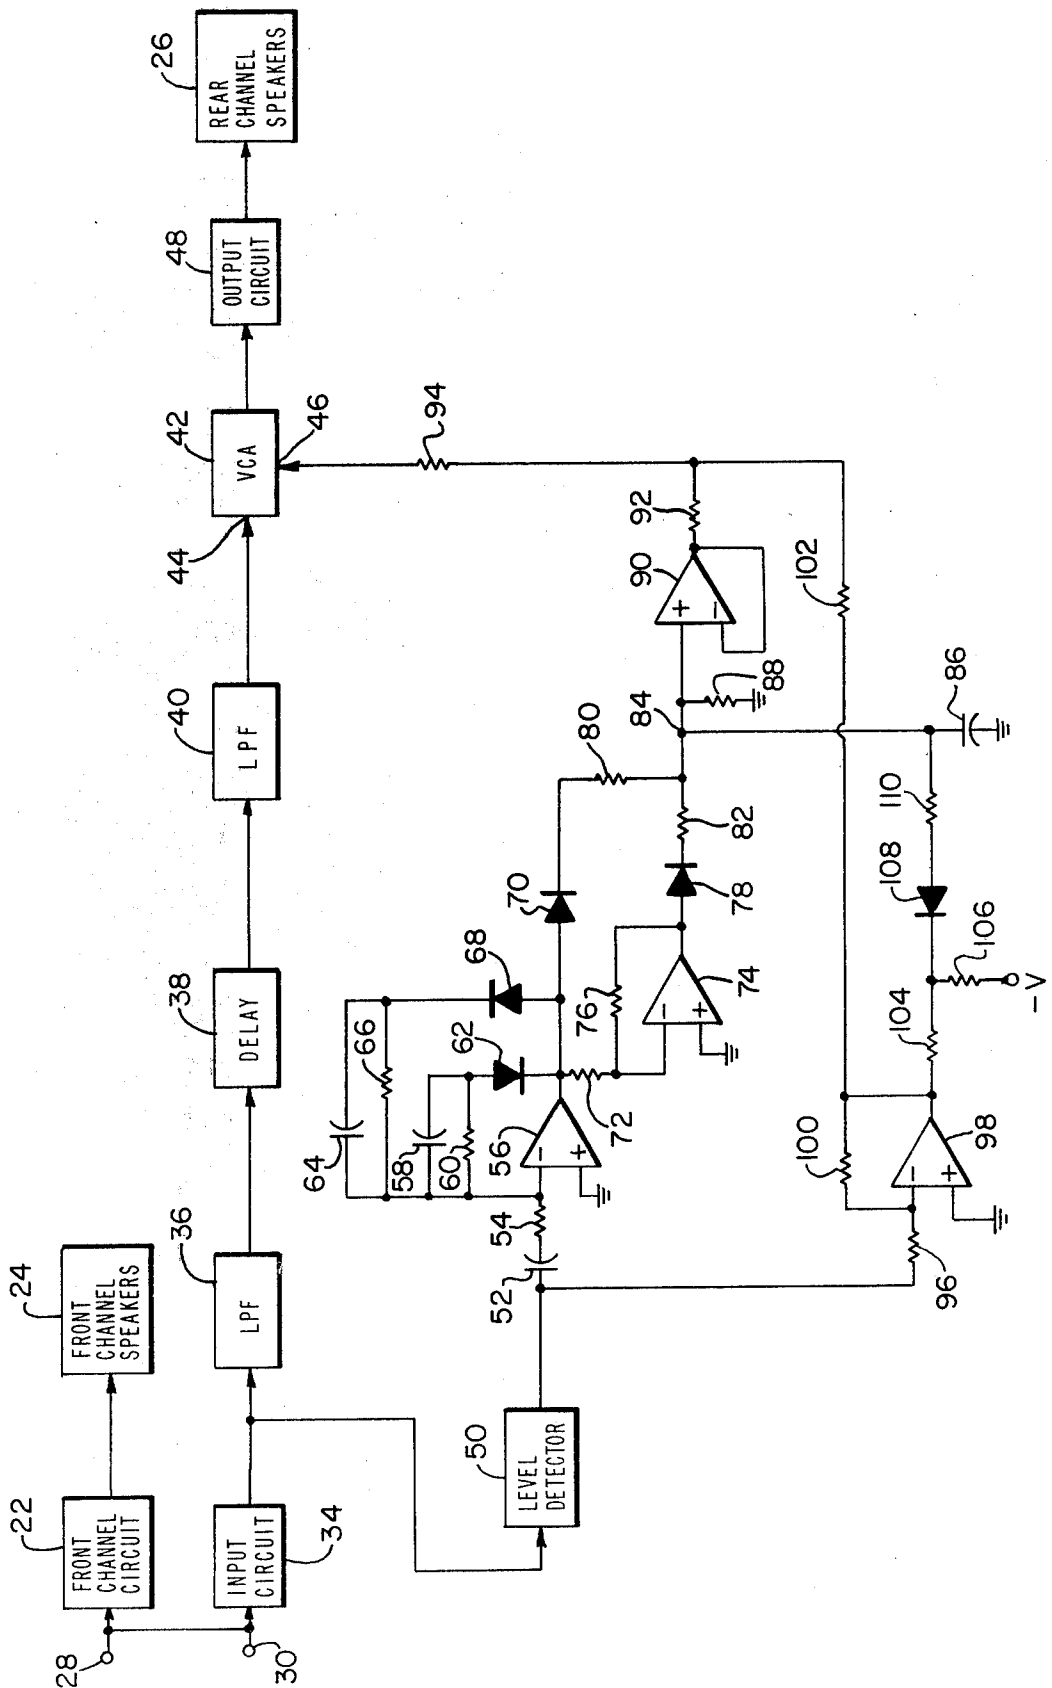 28
30
22
FRONT
CHANNEL
CIRCUIT
24
FRONT
CHANNEL
SPEAKERS
INPUT
CIRCUIT
34
36
LPF
38
DELAY
40
LPF
44
42
VCA
46
48
OUTPUT
CIRCUIT
26
REAR
CHANNEL
SPEAKERS
94
50
LEVEL
DETECTOR
52
54
64
66
58
60
56
-
+
62
68
70
72
76
74
-
+
78
80
82
84
88
90
+
-
92
86
96
98
-
+
100
102
104
106
-V
108
110